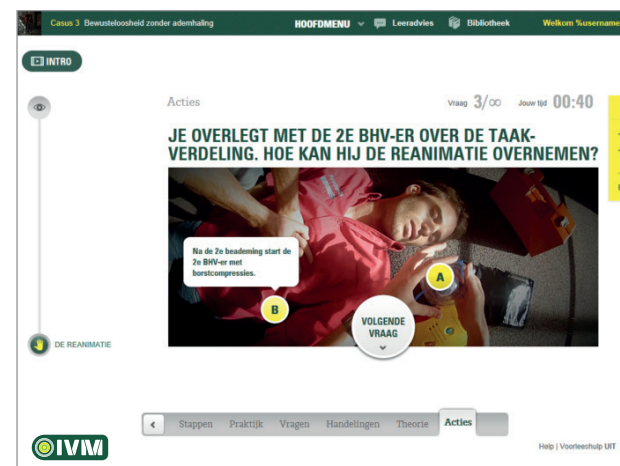 Casus 3 Bewusteloosheid zonder ademhaling
HOOFDMENU
Leeradvies
Bibliotheek
Welkom %username
INTRO
Acties
Vraag 3/∞
Jouw tijd 00:40
JE OVERLEGT MET DE 2E BHV-ER OVER DE TAAK-
VERDELING. HOE KAN HIJ DE REANIMATIE OVERNEMEN?
Na de 2e beademing start de
2e BHV-er met
borstcompressies.
A
B
VOLGENDE
VRAAG
DE REANIMATIE
Stappen Praktijk Vragen Handelingen Theorie Acties
IVM
Help | Voorleeshulp UIT